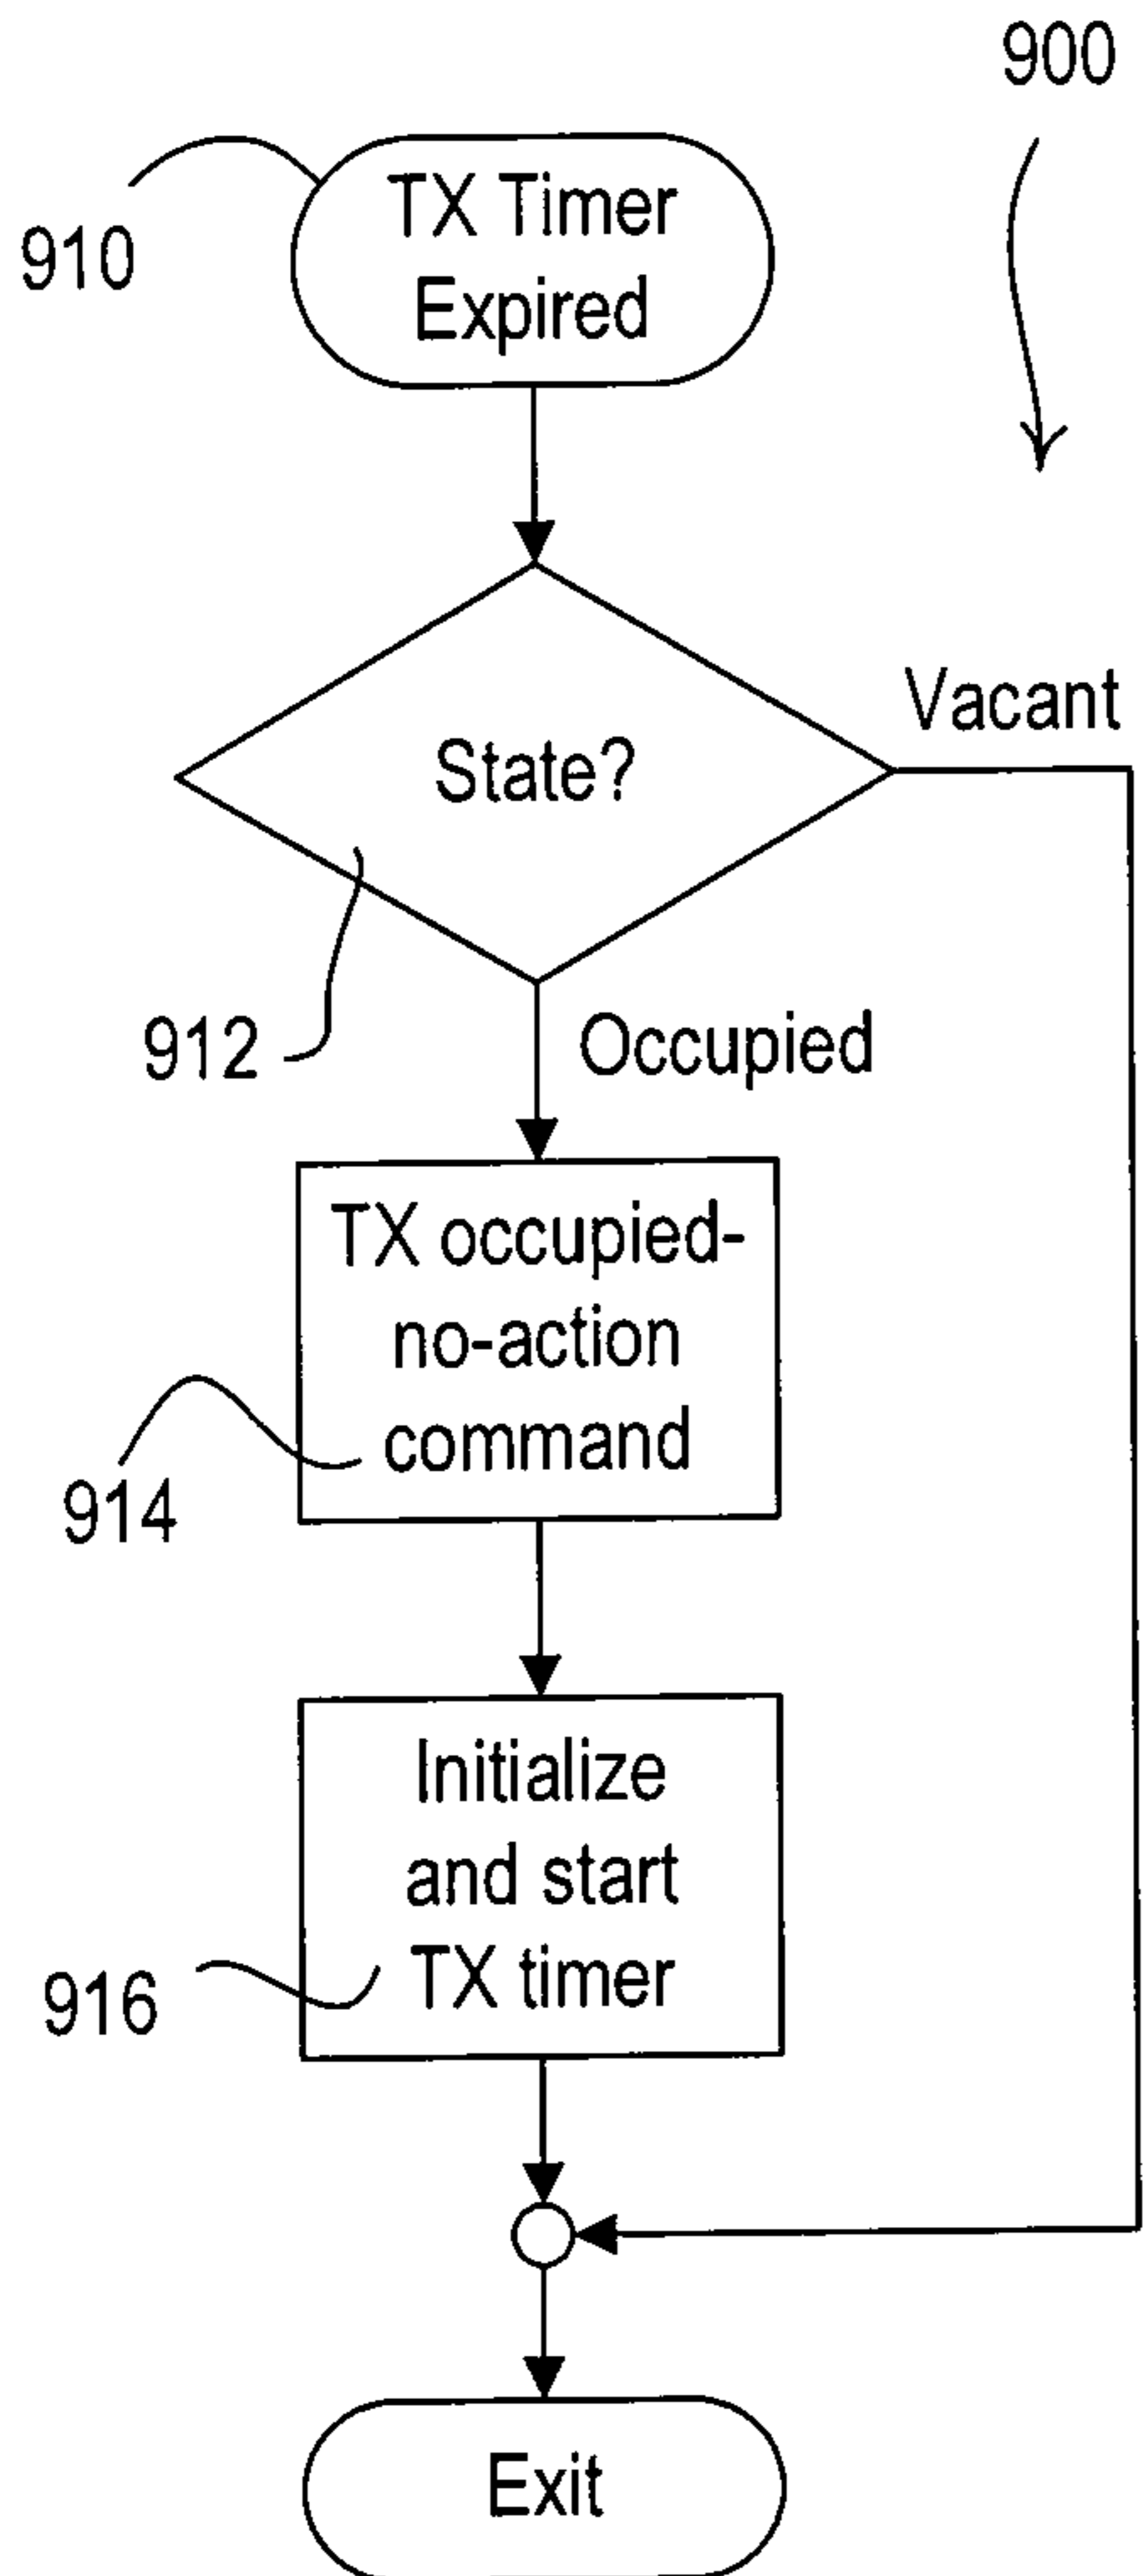 900
TX Timer
Expired
910
Vacant
State?
912
Occupied
TX occupied-
no-action
command
914
Initialize
and start
TX timer
916
Exit